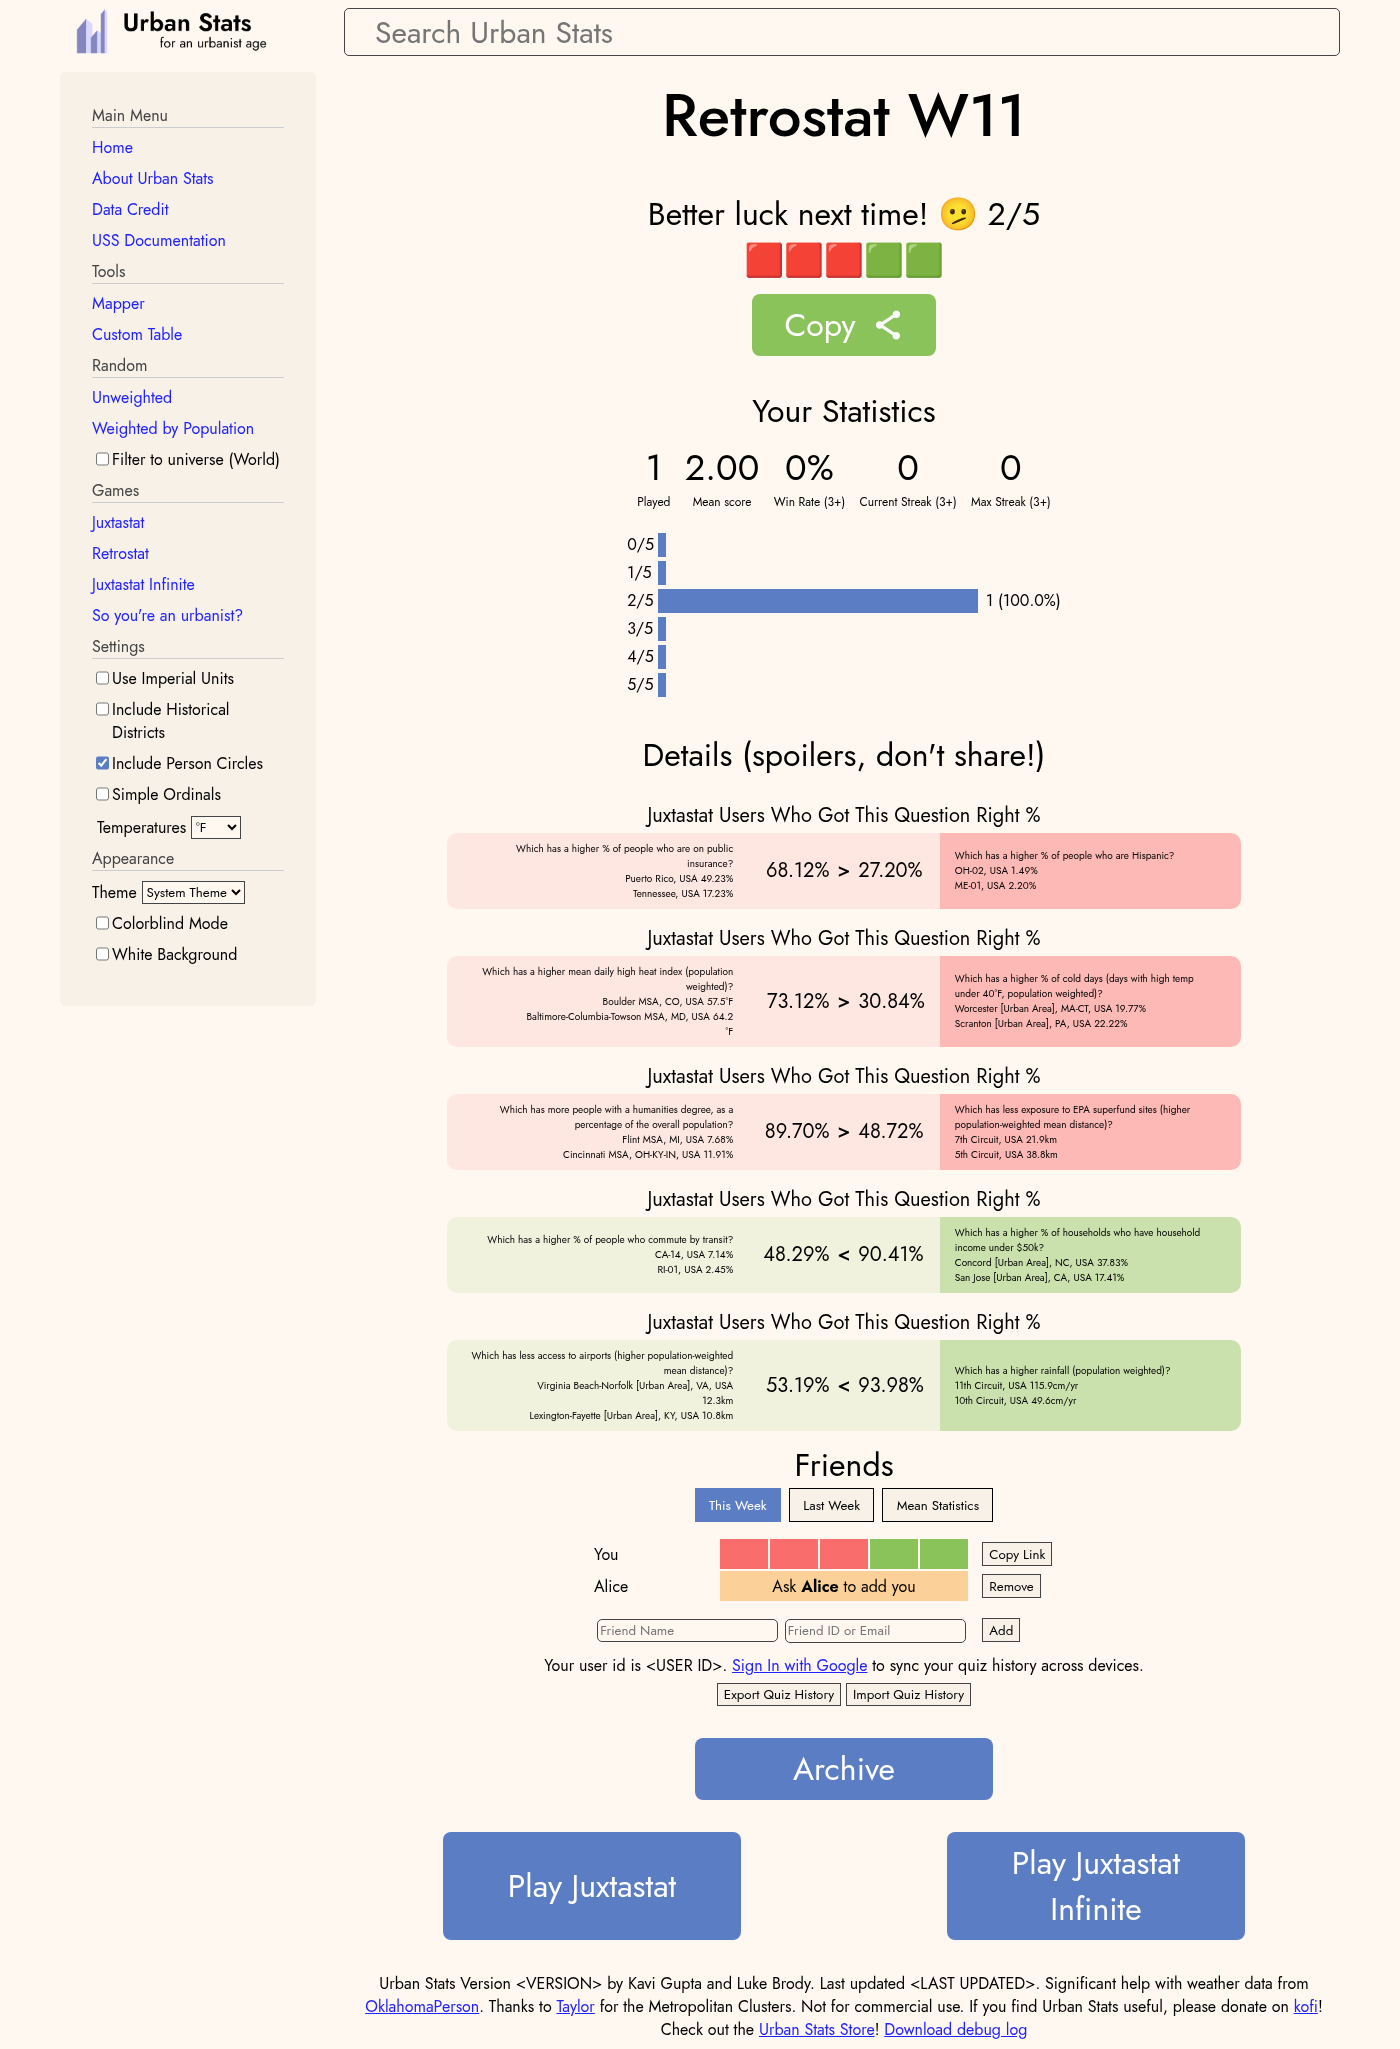 Urban Stats
for an urbanist age
Search Urban Stats
Main Menu
Home
About Urban Stats
Data Credit
USS Documentation
Tools
Mapper
Custom Table
Random
Unweighted
Weighted by Population
Filter to universe (World)
Games
Juxtastat
Retrostat
Juxtastat Infinite
So you're an urbanist?
Settings
Use Imperial Units
Include Historical
Districts
Include Person Circles
Simple Ordinals
Temperatures °F
Appearance
Theme System Theme
Colorblind Mode
White Background
Retrostat W11
Better luck next time! 🫤 2/5
🟥🟥🟥🟩🟩
Copy
Your Statistics
1 2.00 0% 0 0
Played Mean score Win Rate (3+) Current Streak (3+) Max Streak (3+)
0/5
1/5
2/5 1 (100.0%)
3/5
4/5
5/5
Details (spoilers, don't share!)
Juxtastat Users Who Got This Question Right %
Which has a higher % of people who are on public
insurance?
Puerto Rico, USA 49.23%
Tennessee, USA 17.23%
68.12% > 27.20%
Which has a higher % of people who are Hispanic?
OH-02, USA 1.49%
ME-01, USA 2.20%
Juxtastat Users Who Got This Question Right %
Which has a higher mean daily high heat index (population
weighted)?
Boulder MSA, CO, USA 57.5°F
Baltimore-Columbia-Towson MSA, MD, USA 64.2
°F
73.12% > 30.84%
Which has a higher % of cold days (days with high temp
under 40°F, population weighted)?
Worcester [Urban Area], MA-CT, USA 19.77%
Scranton [Urban Area], PA, USA 22.22%
Juxtastat Users Who Got This Question Right %
Which has more people with a humanities degree, as a
percentage of the overall population?
Flint MSA, MI, USA 7.68%
Cincinnati MSA, OH-KY-IN, USA 11.91%
89.70% > 48.72%
Which has less exposure to EPA superfund sites (higher
population-weighted mean distance)?
7th Circuit, USA 21.9km
5th Circuit, USA 38.8km
Juxtastat Users Who Got This Question Right %
Which has a higher % of people who commute by transit?
CA-14, USA 7.14%
RI-01, USA 2.45%
48.29% < 90.41%
Which has a higher % of households who have household
income under $50k?
Concord [Urban Area], NC, USA 37.83%
San Jose [Urban Area], CA, USA 17.41%
Juxtastat Users Who Got This Question Right %
Which has less access to airports (higher population-weighted
mean distance)?
Virginia Beach-Norfolk [Urban Area], VA, USA
12.3km
Lexington-Fayette [Urban Area], KY, USA 10.8km
53.19% < 93.98%
Which has a higher rainfall (population weighted)?
11th Circuit, USA 115.9cm/yr
10th Circuit, USA 49.6cm/yr
Friends
This Week Last Week Mean Statistics
You Copy Link
Alice Ask Alice to add you Remove
Friend Name Friend ID or Email Add
Your user id is <USER ID>. Sign In with Google to sync your quiz history across devices.
Export Quiz History Import Quiz History
Archive
Play Juxtastat
Play Juxtastat
Infinite
Urban Stats Version <VERSION> by Kavi Gupta and Luke Brody. Last updated <LAST UPDATED>. Significant help with weather data from
OklahomaPerson. Thanks to Taylor for the Metropolitan Clusters. Not for commercial use. If you find Urban Stats useful, please donate on kofi!
Check out the Urban Stats Store! Download debug log